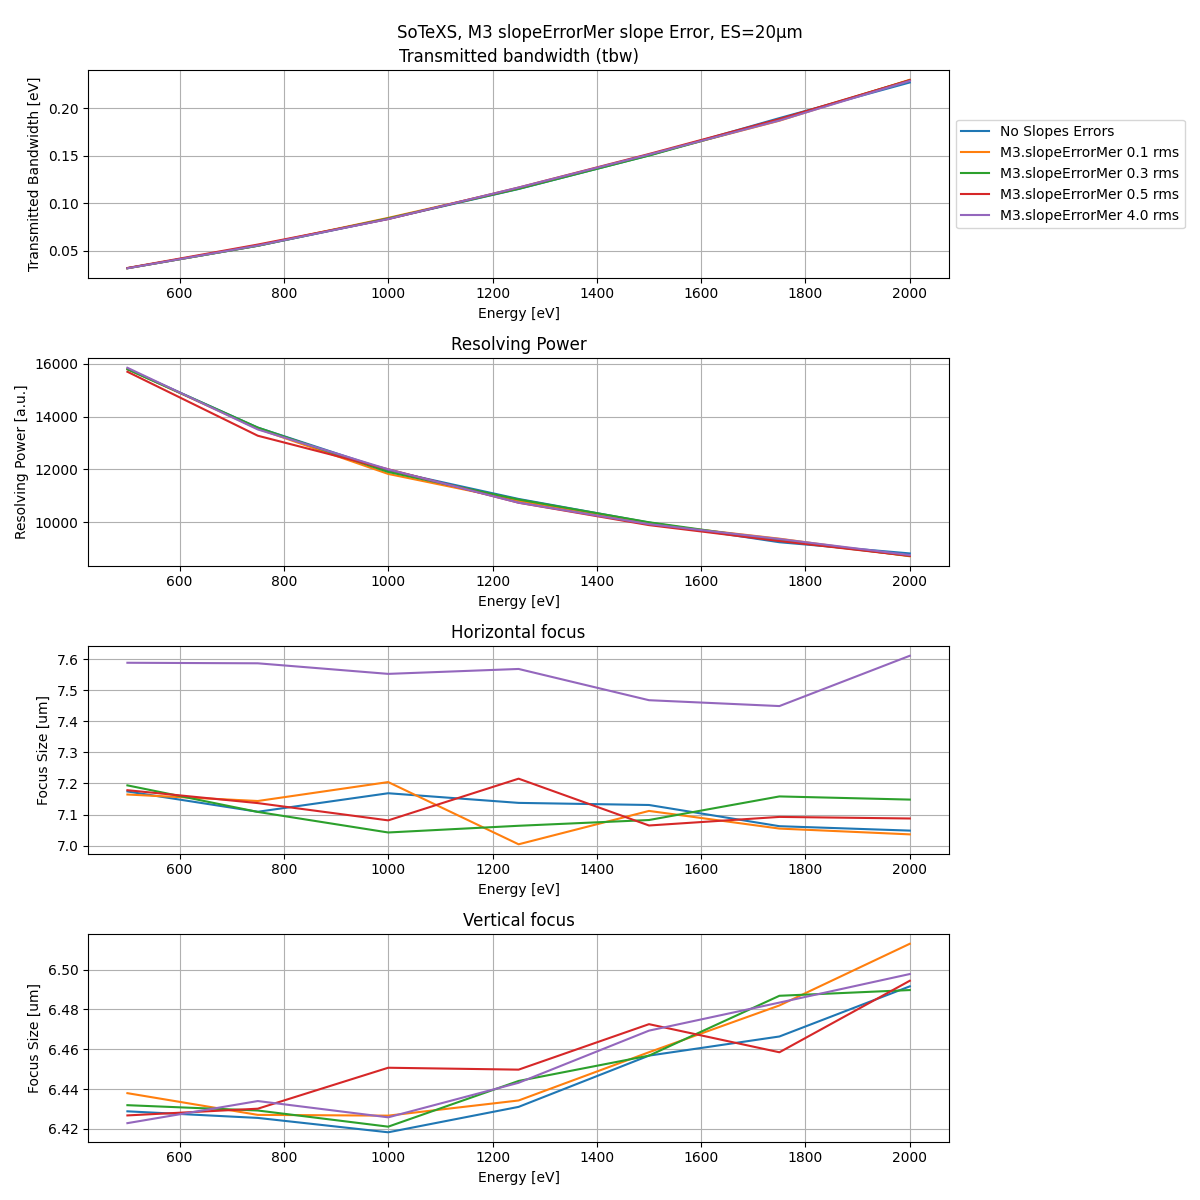 SoTeXS, M3 slopeErrorMer slope Error, ES=20μm
Transmitted bandwidth (tbw)
Transmitted Bandwidth [eV]
0.20
0.15
0.10
0.05
600 800 1000 1200 1400 1600 1800 2000
Energy [eV]
No Slopes Errors
M3.slopeErrorMer 0.1 rms
M3.slopeErrorMer 0.3 rms
M3.slopeErrorMer 0.5 rms
M3.slopeErrorMer 4.0 rms
Resolving Power
Resolving Power [a.u.]
16000
14000
12000
10000
600 800 1000 1200 1400 1600 1800 2000
Energy [eV]
Horizontal focus
Focus Size [um]
7.6
7.5
7.4
7.3
7.2
7.1
7.0
600 800 1000 1200 1400 1600 1800 2000
Energy [eV]
Vertical focus
Focus Size [um]
6.50
6.48
6.46
6.44
6.42
600 800 1000 1200 1400 1600 1800 2000
Energy [eV]